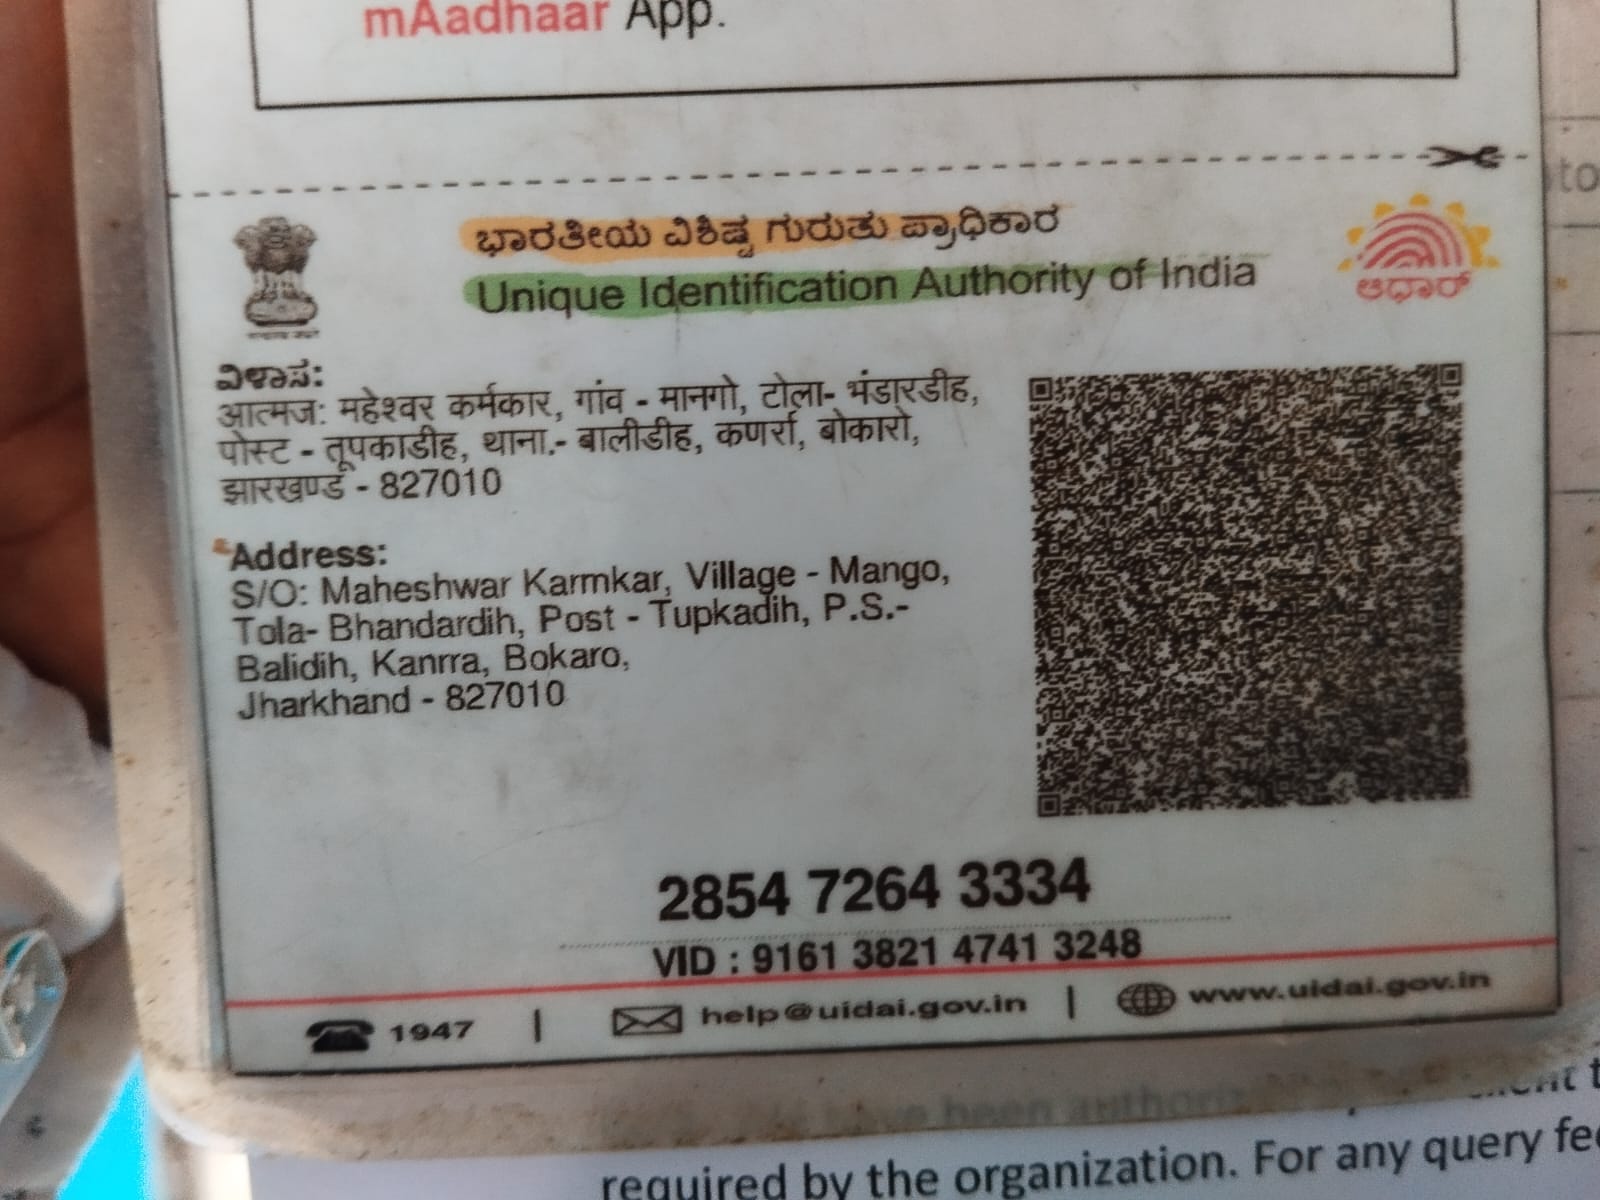 mAadhaar App.
ಭಾರತೀಯ ವಿಶಿಷ್ಟ ಗುರುತು ಪ್ರಾಧಿಕಾರ
Unique Identification Authority of India
ಆಧಾರ್
ವಿಳಾಸ:
आत्मज: महेश्वर कर्मकार, गांव - मानगो, टोला- भंडारडीह,
पोस्ट - तूपकाडीह, थाना.- बालीडीह, कणर्रा, बोकारो,
झारखण्ड - 827010
Address:
S/O: Maheshwar Karmkar, Village - Mango,
Tola- Bhandardih, Post - Tupkadih, P.S.-
Balidih, Kanrra, Bokaro,
Jharkhand - 827010
2854 7264 3334
VID : 9161 3821 4741 3248
1947 | help@uidai.gov.in | www.uidai.gov.in
been
required by the organization. For any query